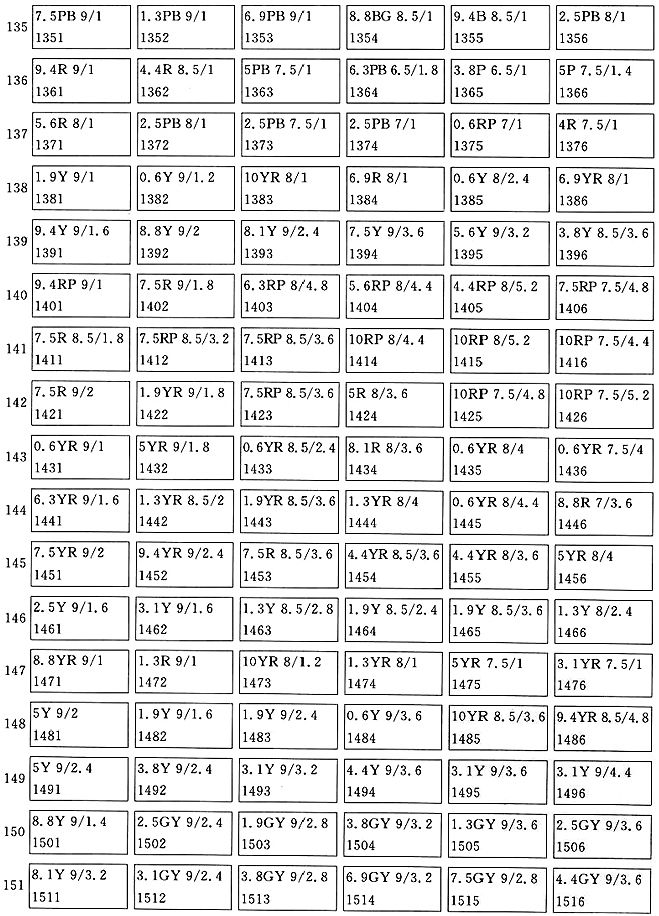 135 7.5PB 9/1 1.3PB 9/1 6.9PB 9/1 8.8BG 8.5/1 9.4B 8.5/1 2.5PB 8/1
1351 1352 1353 1354 1355 1356
136 9.4R 9/1 4.4R 8.5/1 5PB 7.5/1 6.3PB 6.5/1.8 3.8P 6.5/1 5P 7.5/1.4
1361 1362 1363 1364 1365 1366
137 5.6R 8/1 2.5PB 8/1 2.5PB 7.5/1 2.5PB 7/1 0.6RP 7/1 4R 7.5/1
1371 1372 1373 1374 1375 1376
138 1.9Y 9/1 0.6Y 9/1.2 10YR 8/1 6.9R 8/1 0.6Y 8/2.4 6.9YR 8/1
1381 1382 1383 1384 1385 1386
139 9.4Y 9/1.6 8.8Y 9/2 8.1Y 9/2.4 7.5Y 9/3.6 5.6Y 9/3.2 3.8Y 8.5/3.6
1391 1392 1393 1394 1395 1396
140 9.4RP 9/1 7.5R 9/1.8 6.3RP 8/4.8 5.6RP 8/4.4 4.4RP 8/5.2 7.5RP 7.5/4.8
1401 1402 1403 1404 1405 1406
141 7.5R 8.5/1.8 7.5RP 8.5/3.2 7.5RP 8.5/3.6 10RP 8/4.4 10RP 8/5.2 10RP 7.5/4.4
1411 1412 1413 1414 1415 1416
142 7.5R 9/2 1.9YR 9/1.8 7.5RP 8.5/3.6 5R 8/3.6 10RP 7.5/4.8 10RP 7.5/5.2
1421 1422 1423 1424 1425 1426
143 0.6YR 9/1 5YR 9/1.8 0.6YR 8.5/2.4 8.1R 8/3.6 0.6YR 8/4 0.6YR 7.5/4
1431 1432 1433 1434 1435 1436
144 6.3YR 9/1.6 1.3YR 8.5/2 1.9YR 8.5/3.6 1.3YR 8/4 0.6YR 8/4.4 8.8R 7/3.6
1441 1442 1443 1444 1445 1446
145 7.5YR 9/2 9.4YR 9/2.4 7.5R 8.5/3.6 4.4YR 8.5/3.6 4.4YR 8/3.6 5YR 8/4
1451 1452 1453 1454 1455 1456
146 2.5Y 9/1.6 3.1Y 9/1.6 1.3Y 8.5/2.8 1.9Y 8.5/2.4 1.9Y 8.5/3.6 1.3Y 8/2.4
1461 1462 1463 1464 1465 1466
147 8.8YR 9/1 1.3R 9/1 10YR 8/1.2 1.3YR 8/1 5YR 7.5/1 3.1YR 7.5/1
1471 1472 1473 1474 1475 1476
148 5Y 9/2 1.9Y 9/1.6 1.9Y 9/2.4 0.6Y 9/3.6 10YR 8.5/3.6 9.4YR 8.5/4.8
1481 1482 1483 1484 1485 1486
149 5Y 9/2.4 3.8Y 9/2.4 3.1Y 9/3.2 4.4Y 9/3.6 3.1Y 9/3.6 3.1Y 9/4.4
1491 1492 1493 1494 1495 1496
150 8.8Y 9/1.4 2.5GY 9/2.4 1.9GY 9/2.8 3.8GY 9/3.2 1.3GY 9/3.6 2.5GY 9/3.6
1501 1502 1503 1504 1505 1506
151 8.1Y 9/3.2 3.1GY 9/2.4 3.8GY 9/2.8 6.9GY 9/3.2 7.5GY 9/2.8 4.4GY 9/3.6
1511 1512 1513 1514 1515 1516